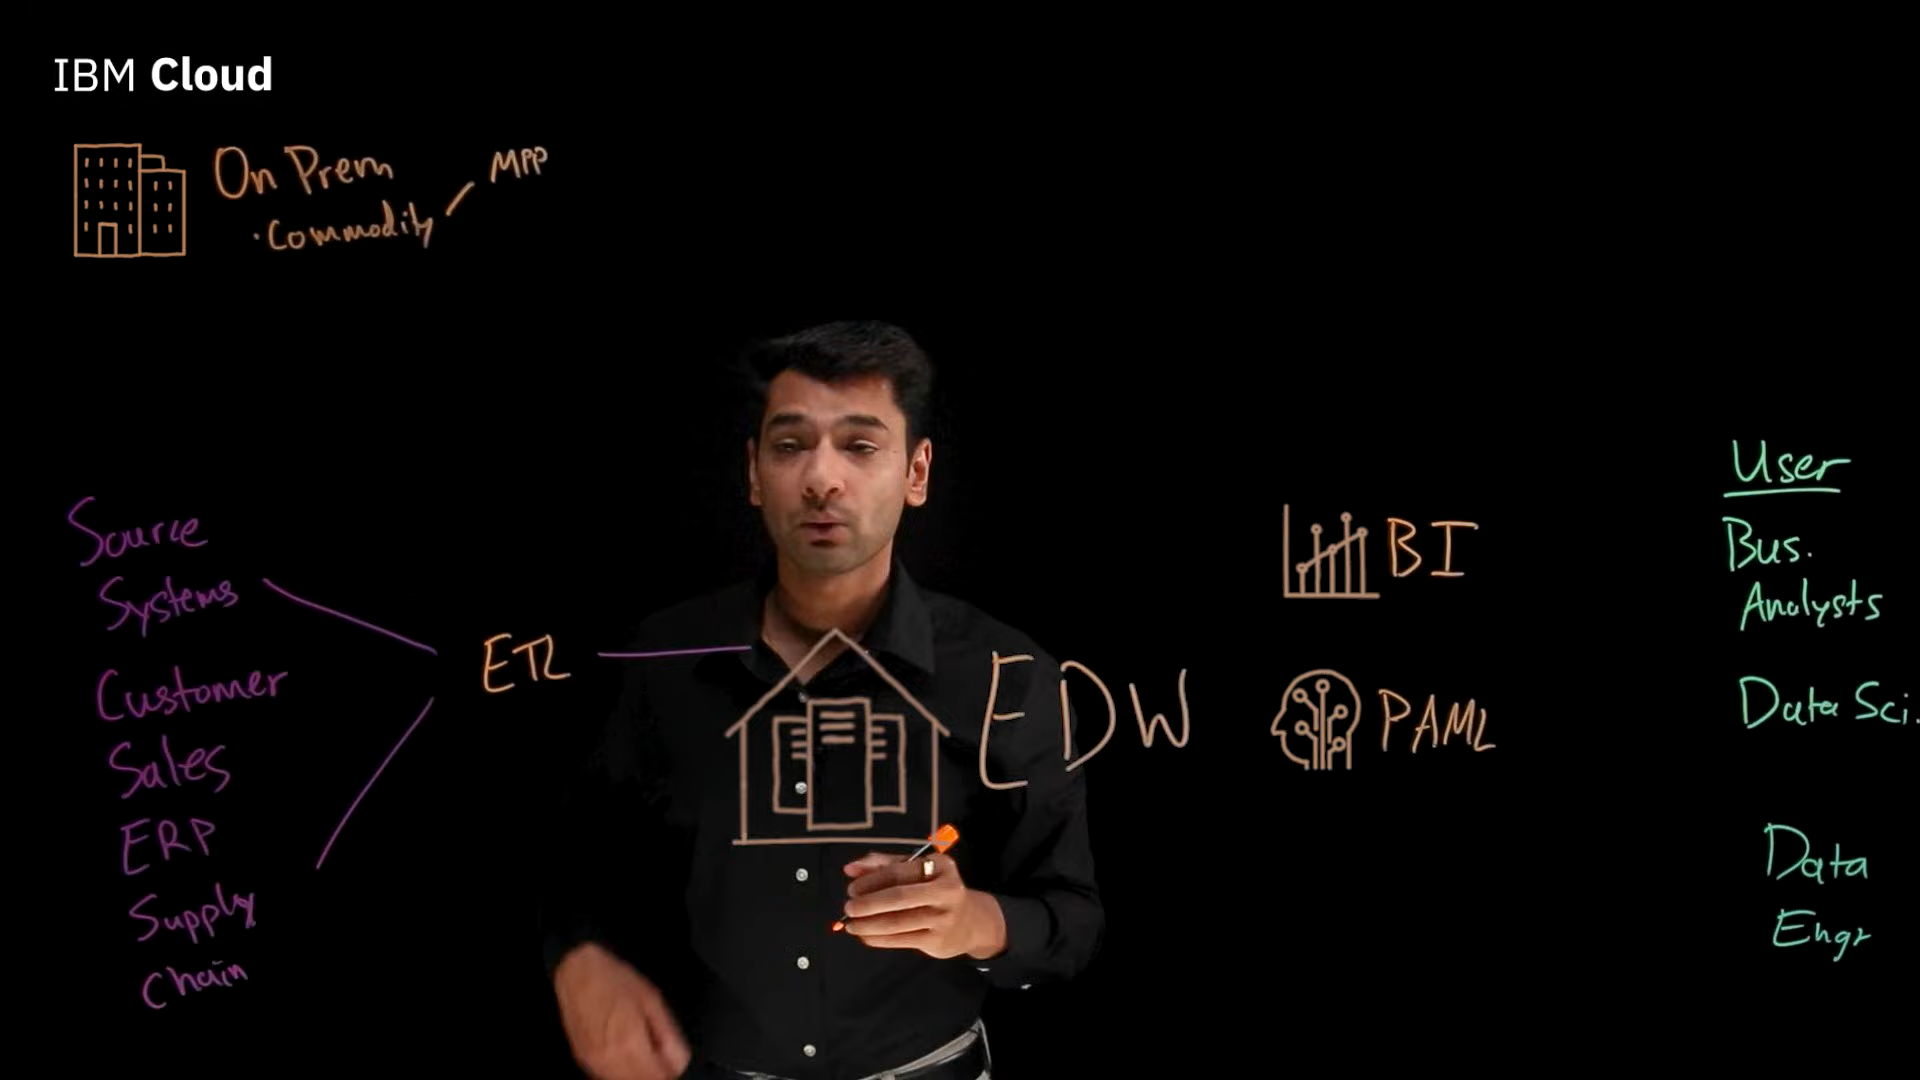 IBM Cloud
On Prem
MPP
· Commodity
Source
Systems
Customer
Sales
ERP
Supply
Chain
ETL
EDW
BI
PAML
User
Bus.
Analysts
Data Sci.
Data
Engr